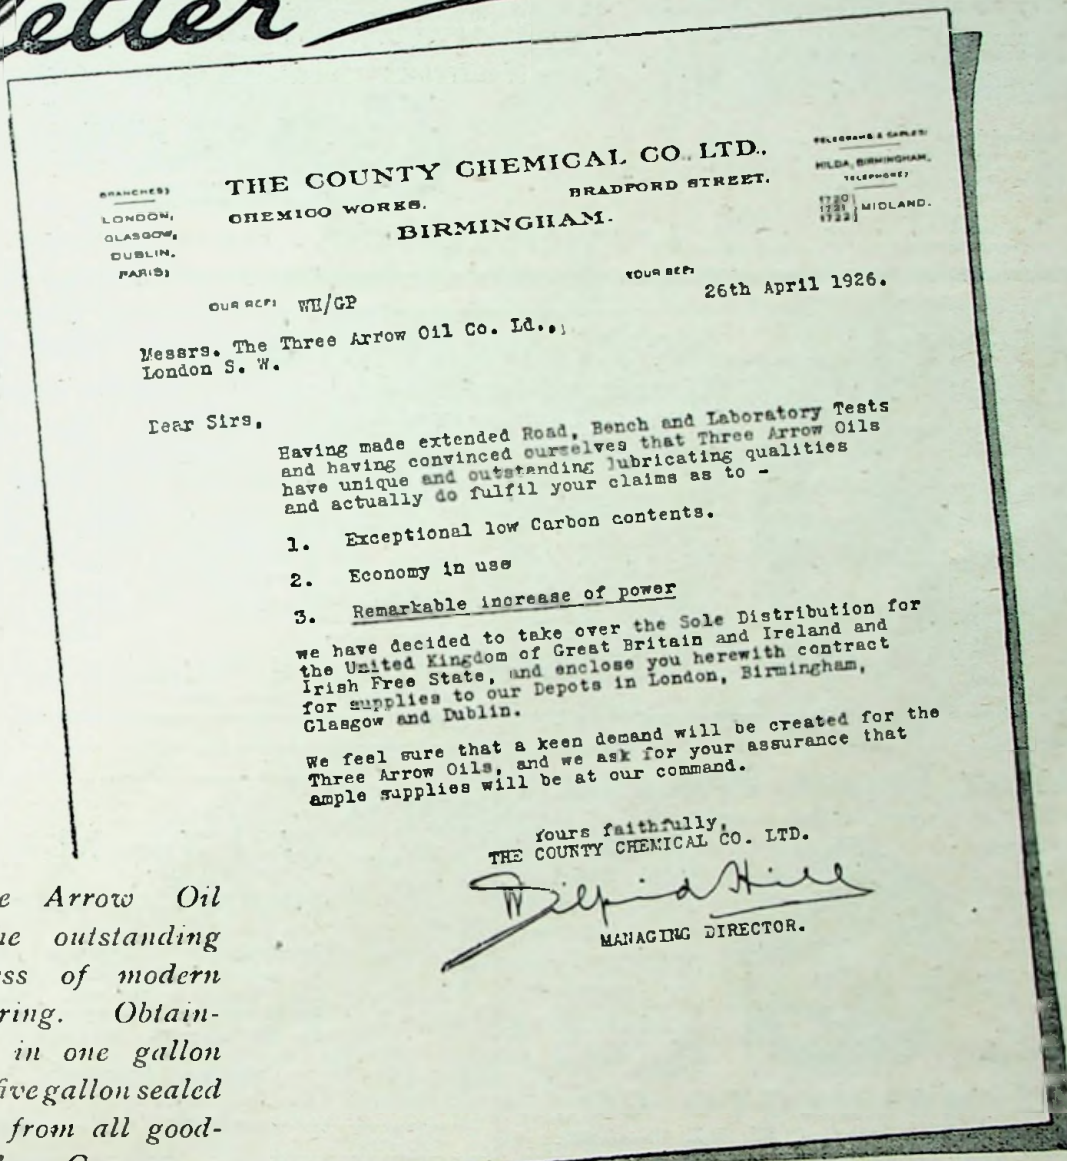 etter
THE COUNTY CHEMICAL CO. LTD.,
CHEMICO WORKS. BRADFORD STREET.
BIRMINGHAM.
BRANCHES;
LONDON,
GLASGOW,
DUBLIN,
PARIS;
TELEGRAMS & CABLES:
HILDA, BIRMINGHAM,
TELEPHONE;
1720
1721 MIDLAND.
1722
OUR REF: WH/GP
YOUR REF:
26th April 1926.
Messrs. The Three Arrow Oil Co. Ld.,
London S. W.
Dear Sirs,
Having made extended Road, Bench and Laboratory Tests
and having convinced ourselves that Three Arrow Oils
have unique and outstanding lubricating qualities
and actually do fulfil your claims as to -
1. Exceptional low Carbon contents.
2. Economy in use
3. Remarkable increase of power
we have decided to take over the Sole Distribution for
the United Kingdom of Great Britain and Ireland and
Irish Free State, and enclose you herewith contract
for supplies to our Depots in London, Birmingham,
Glasgow and Dublin.
We feel sure that a keen demand will be created for the
Three Arrow Oils, and we ask for your assurance that
ample supplies will be at our command.
Yours faithfully,
THE COUNTY CHEMICAL CO. LTD.
Wilfrid Hill
MANAGING DIRECTOR.
e Arrow Oil
ne outstanding
ss of modern
ring. Obtain-
in one gallon
five gallon sealed
from all good-